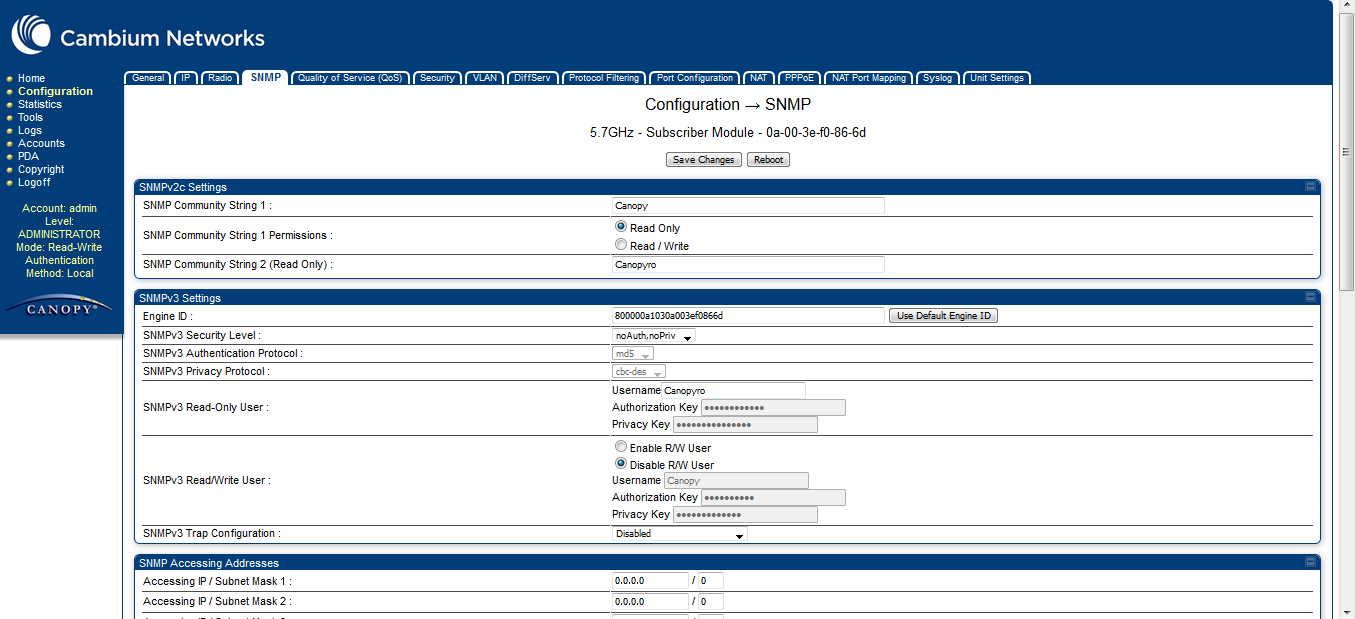 Cambium Networks
Home
Configuration
Statistics
Tools
Logs
Accounts
PDA
Copyright
Logoff
Account: admin
Level:
ADMINISTRATOR
Mode: Read-Write
Authentication
Method: Local
CANOPY®
General IP Radio SNMP Quality of Service (QoS) Security VLAN DiffServ Protocol Filtering Port Configuration NAT PPPoE NAT Port Mapping Syslog Unit Settings
Configuration → SNMP
5.7GHz - Subscriber Module - 0a-00-3e-f0-86-6d
Save Changes Reboot
SNMPv2c Settings
SNMP Community String 1 : Canopy
SNMP Community String 1 Permissions :
Read Only
Read / Write
SNMP Community String 2 (Read Only) : Canopyro
SNMPv3 Settings
Engine ID : 800000a1030a003ef0866d Use Default Engine ID
SNMPv3 Security Level : noAuth,noPriv
SNMPv3 Authentication Protocol : md5
SNMPv3 Privacy Protocol : cbc-des
SNMPv3 Read-Only User :
Username Canopyro
Authorization Key ••••••••••••
Privacy Key •••••••••••••••
SNMPv3 Read/Write User :
Enable R/W User
Disable R/W User
Username Canopy
Authorization Key ••••••••••
Privacy Key •••••••••••••
SNMPv3 Trap Configuration : Disabled
SNMP Accessing Addresses
Accessing IP / Subnet Mask 1 : 0.0.0.0 / 0
Accessing IP / Subnet Mask 2 : 0.0.0.0 / 0